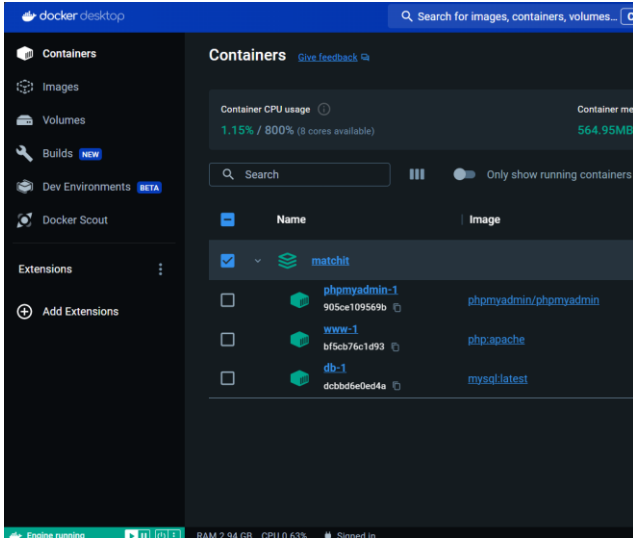 docker desktop
Search for images, containers, volumes...
Containers
Images
Volumes
Builds NEW
Dev Environments BETA
Docker Scout
Extensions
Add Extensions
Containers Give feedback
Container CPU usage
1.15% / 800% (8 cores available)
Container me
564.95MB
Search
Only show running containers
Name Image
matchit
phpmyadmin-1
905ce109569b
phpmyadmin/phpmyadmin
www-1
bf5cb76c1d93
php:apache
db-1
dcbbd6e0ed4a
mysql:latest
Engine running
RAM 2.94 GB CPU 0.63% Signed in